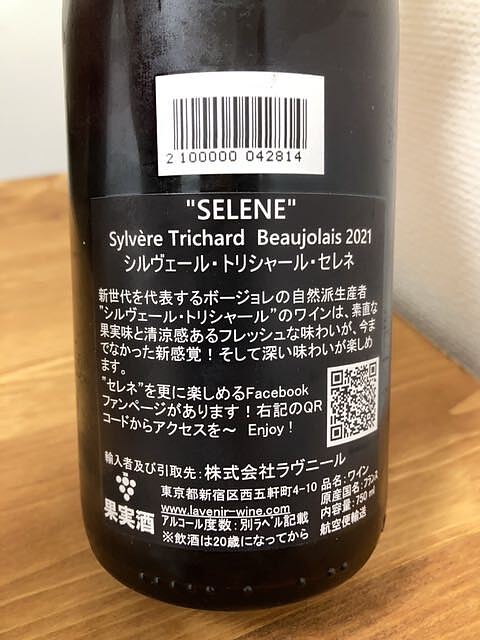 2 100000 042814
"SELENE"
Sylvère Trichard Beaujolais 2021
シルヴェール・トリシャール・セレネ
新世代を代表するボージョレの自然派生産者
"シルヴェール・トリシャール"のワインは、素直な
果実味と清涼感あるフレッシュな味わいが、今ま
でなかった新感覚！そして深い味わいが楽しめ
ます。
"セレネ"を更に楽しめるFacebook
ファンページがあります！右記のQR
コードからアクセスを〜 Enjoy！
輸入者及び引取先：株式会社ラヴニール
東京都新宿区西五軒町4-10
www.lavenir-wine.com
アルコール度数：別ラベル記載
※飲酒は20歳になってから
果実酒
品名：ワイン
原産国名：フランス
内容量：750 ml
航空便輸送